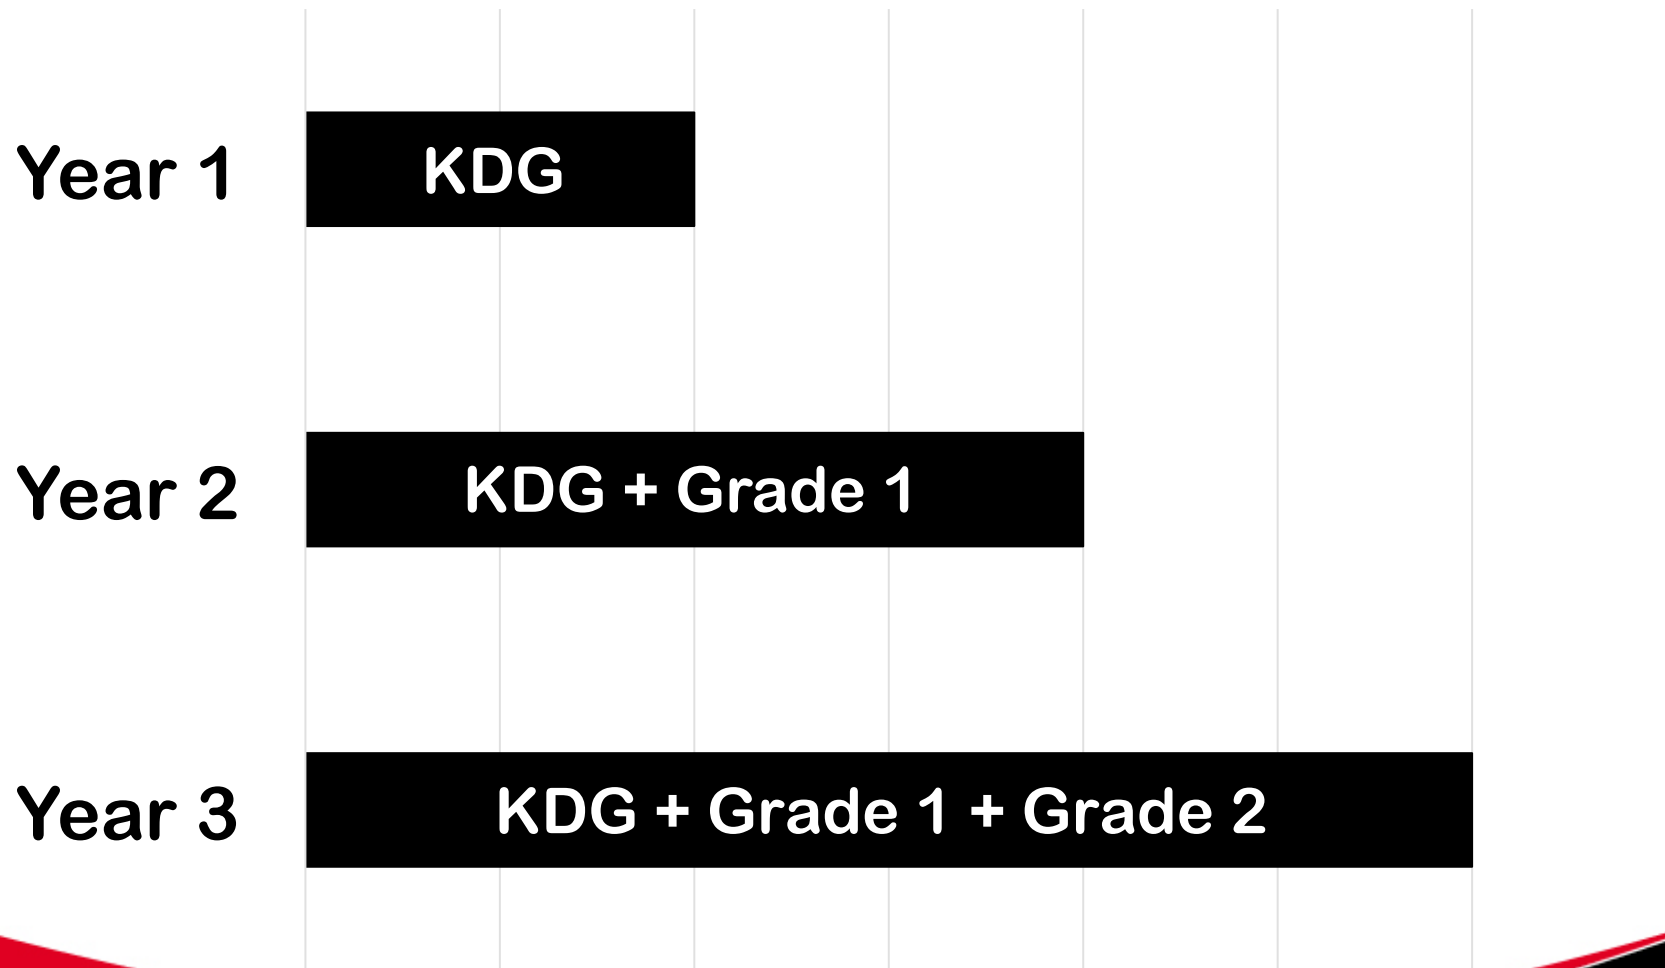 Year 1
KDG
Year 2
KDG + Grade 1
Year 3
KDG + Grade 1 + Grade 2